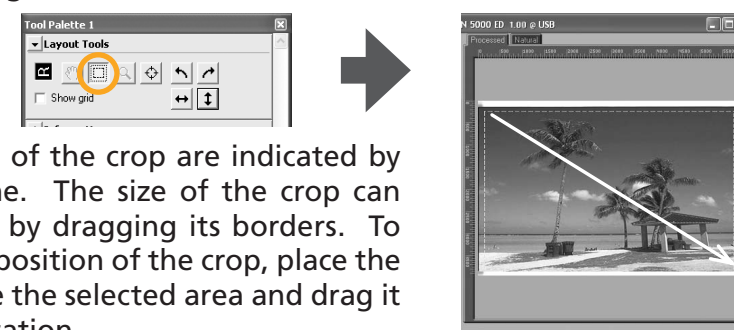 Tool Palette 1
Layout Tools
Show grid
N 5000 ED 1.00 @ USB
Processed Natural
of the crop are indicated by
The size of the crop can
by dragging its borders. To
position of the crop, place the
the selected area and drag it